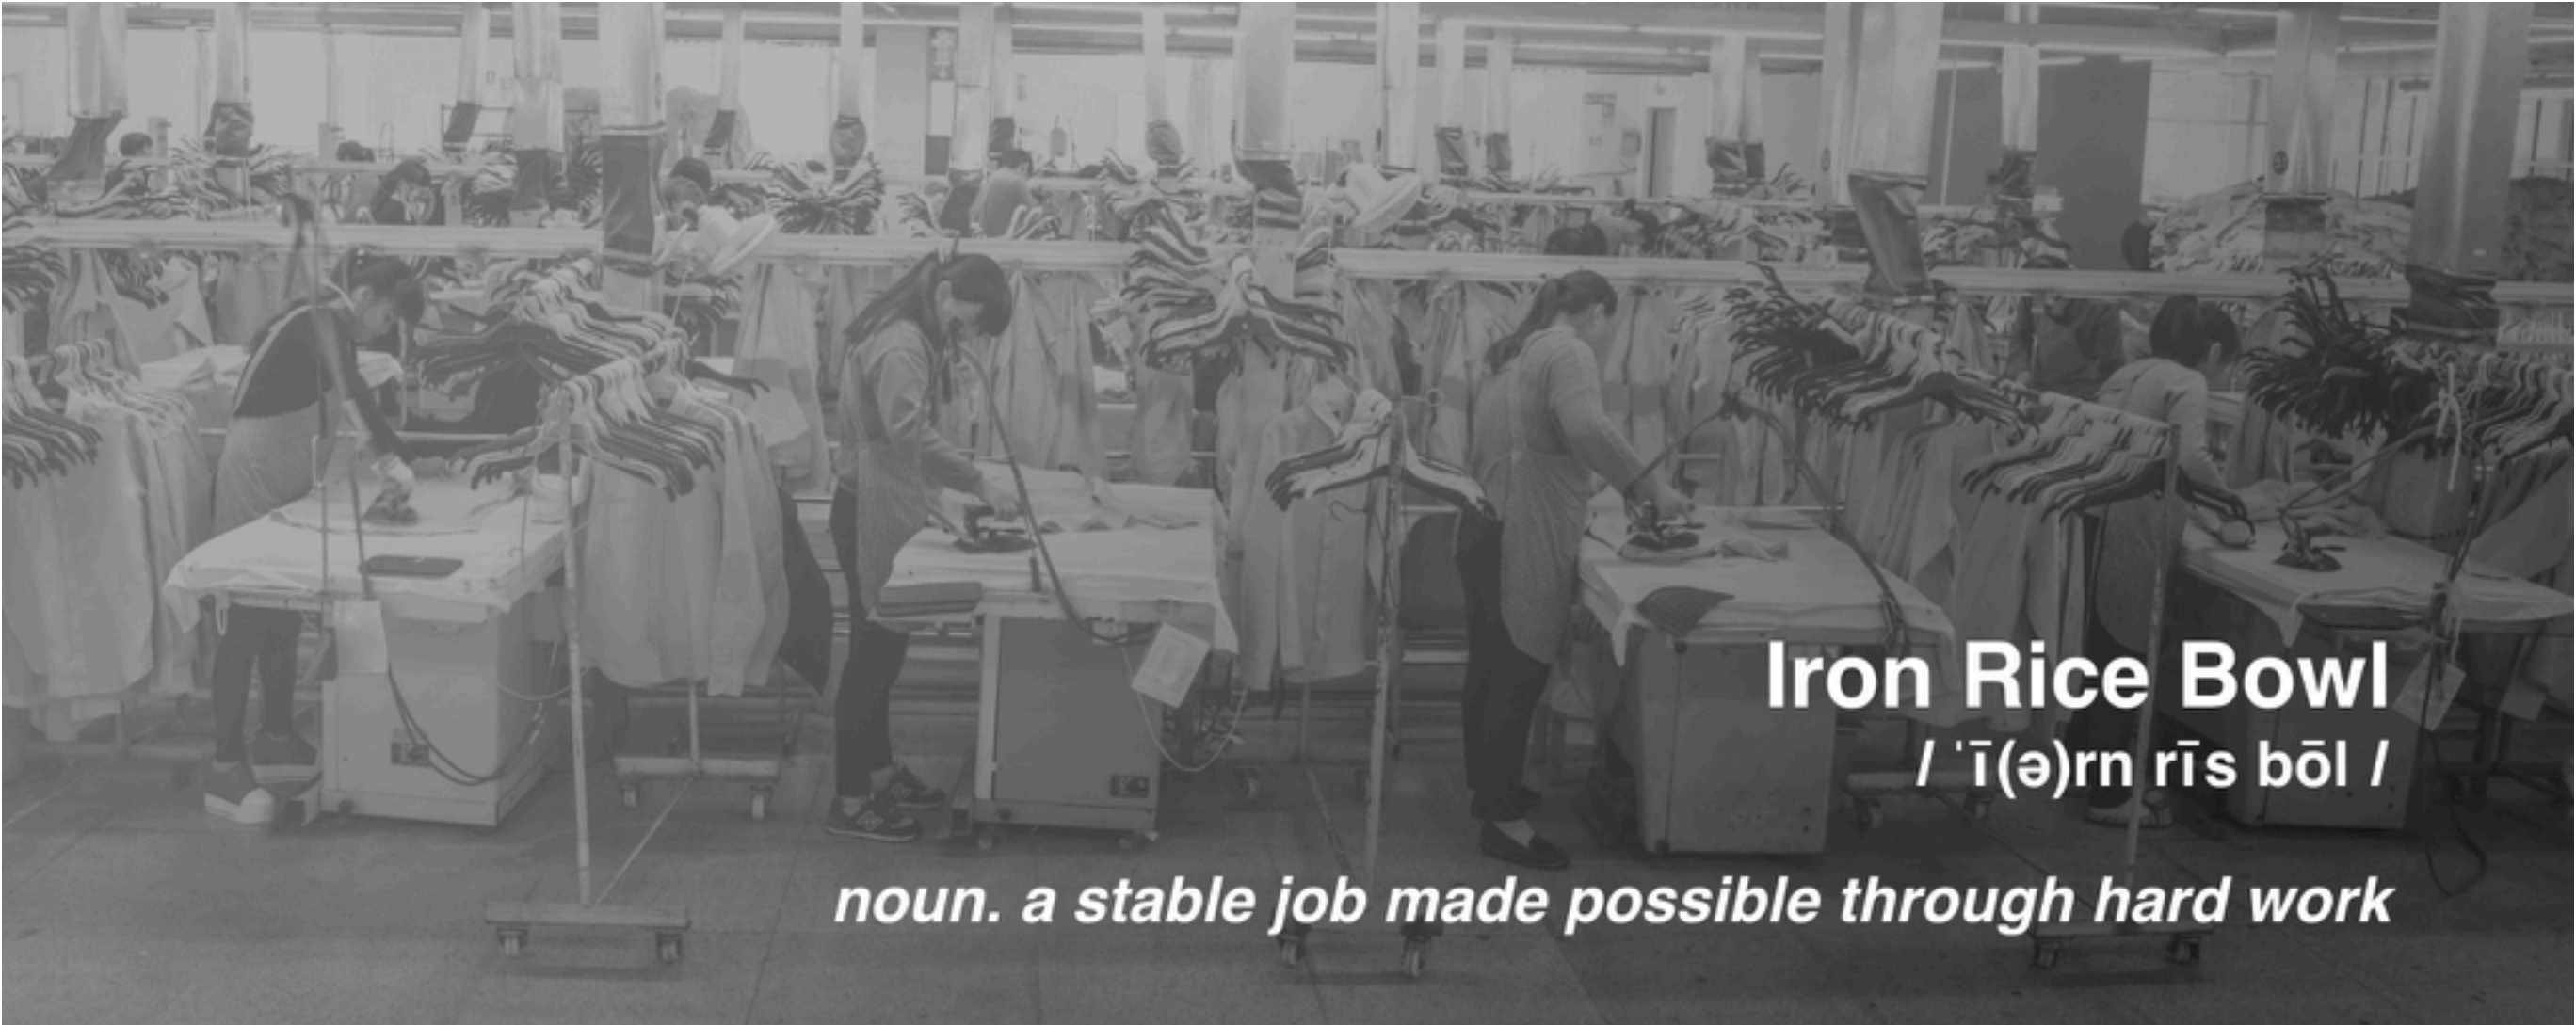 Iron Rice Bowl
/ ˈī(ə)rn rīs bōl /
noun. a stable job made possible through hard work